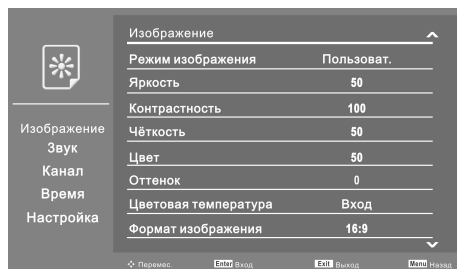 Изображение
Режим изображения Пользоват.
Яркость 50
Контрастность 100
Чёткость 50
Цвет 50
Оттенок 0
Цветовая температура Вход
Формат изображения 16:9
Изображение
Звук
Канал
Время
Настройка
Перемес. Enter Вход Exit Выход Menu Назад